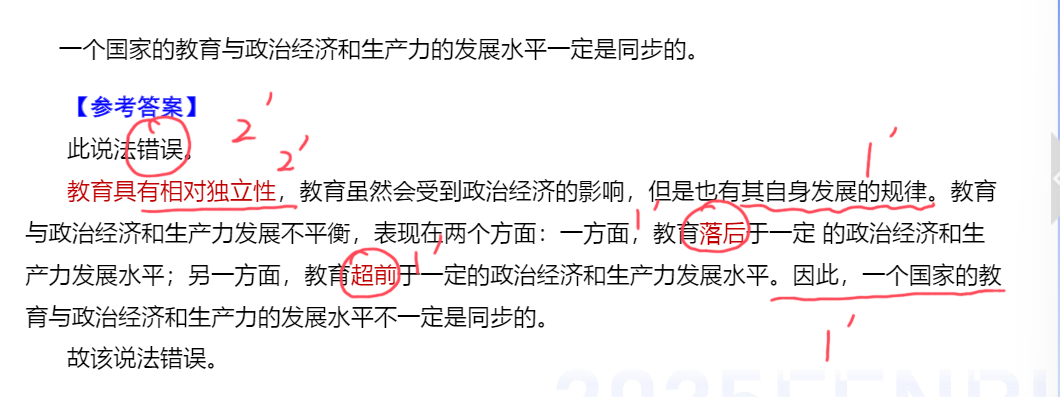 一个国家的教育与政治经济和生产力的发展水平一定是同步的。
【参考答案】
2'
此说法错误。
2'
1'
教育具有相对独立性，教育虽然会受到政治经济的影响，但是也有其自身发展的规律。教育
1'
与政治经济和生产力发展不平衡，表现在两个方面：一方面，教育落后于一定 的政治经济和生
1'
产力发展水平；另一方面，教育超前于一定的政治经济和生产力发展水平。因此，一个国家的教
育与政治经济和生产力的发展水平不一定是同步的。
1'
故该说法错误。